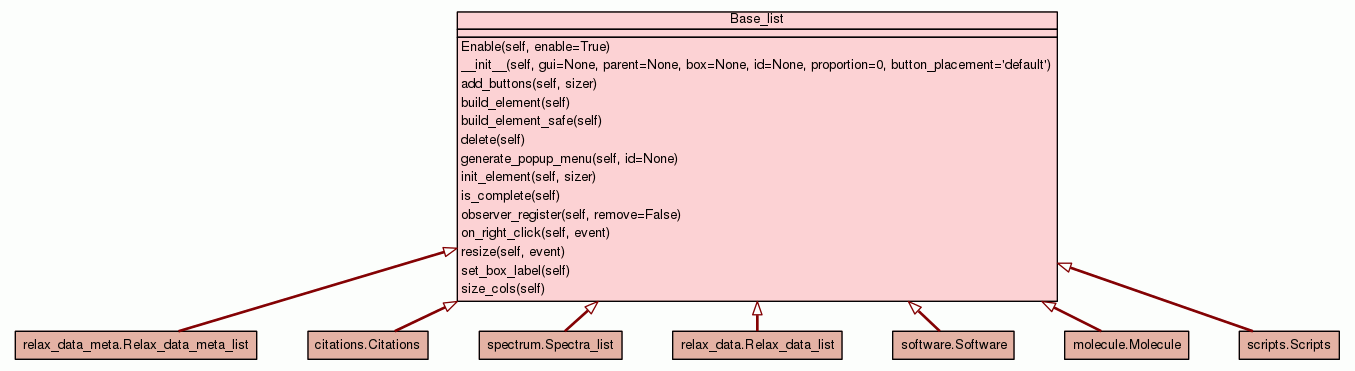 Base_list
Enable(self, enable=True)
__init__(self, gui=None, parent=None, box=None, id=None, proportion=0, button_placement='default')
add_buttons(self, sizer)
build_element(self)
build_element_safe(self)
delete(self)
generate_popup_menu(self, id=None)
init_element(self, sizer)
is_complete(self)
observer_register(self, remove=False)
on_right_click(self, event)
resize(self, event)
set_box_label(self)
size_cols(self)
relax_data_meta.Relax_data_meta_list
citations.Citations
spectrum.Spectra_list
relax_data.Relax_data_list
software.Software
molecule.Molecule
scripts.Scripts